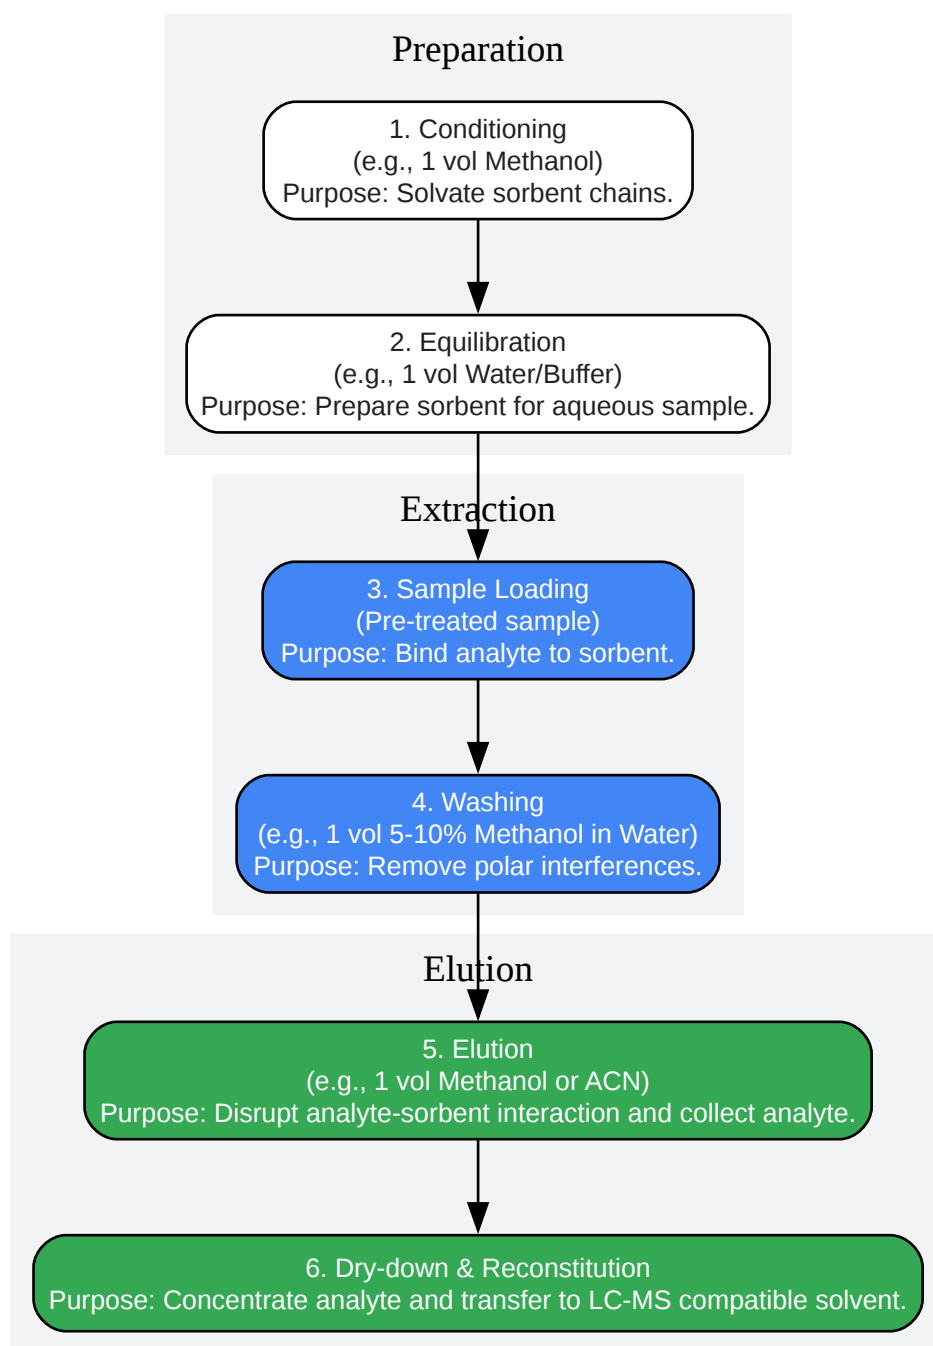 Preparation
1. Conditioning
(e.g., 1 vol Methanol)
Purpose: Solvate sorbent chains.
2. Equilibration
(e.g., 1 vol Water/Buffer)
Purpose: Prepare sorbent for aqueous sample.
Extraction
3. Sample Loading
(Pre-treated sample)
Purpose: Bind analyte to sorbent.
4. Washing
(e.g., 1 vol 5-10% Methanol in Water)
Purpose: Remove polar interferences.
Elution
5. Elution
(e.g., 1 vol Methanol or ACN)
Purpose: Disrupt analyte-sorbent interaction and collect analyte.
6. Dry-down & Reconstitution
Purpose: Concentrate analyte and transfer to LC-MS compatible solvent.